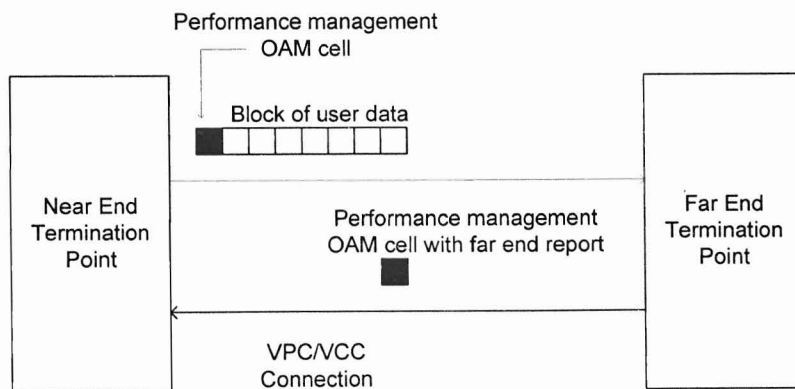 Performance management
OAM cell
Block of user data
Near End
Termination
Point
Performance management
OAM cell with far end report
Far End
Termination
Point
VPC/VCC
Connection